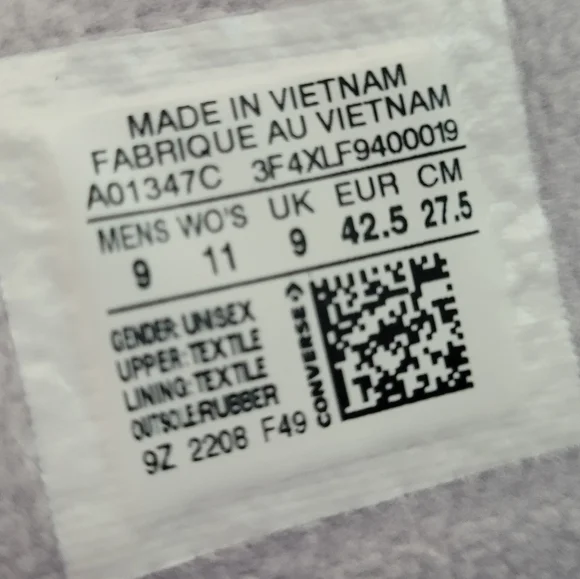 MADE IN VIETNAM
FABRIQUE AU VIETNAM
A01347C 3F4XLF9400019
MENS WO'S UK EUR CM
9 11 9 42.5 27.5
GENDER: UNISEX
UPPER: TEXTILE
LINING: TEXTILE
OUTSOLE:RUBBER
9Z 2208 F49
CONVERSE